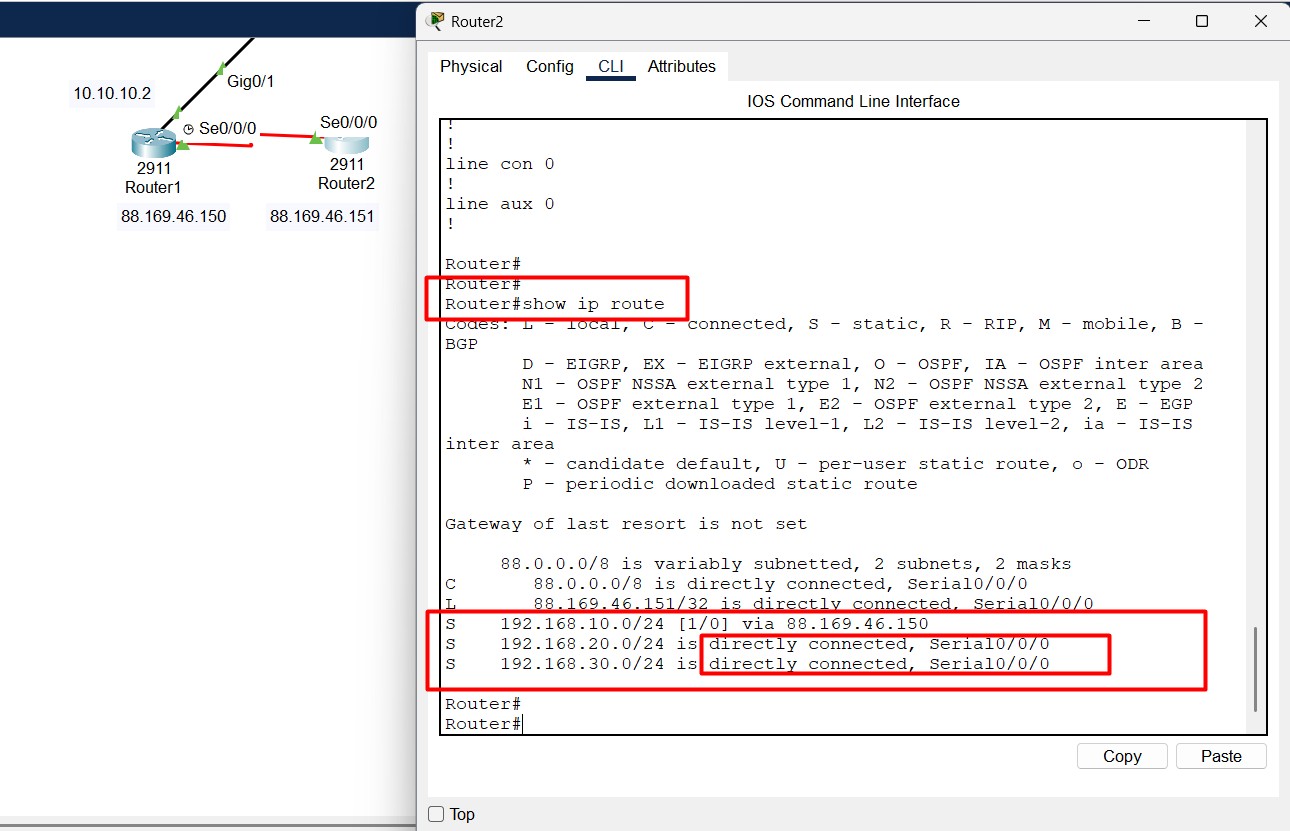 Router2
Physical Config CLI Attributes
IOS Command Line Interface
10.10.10.2
Gig0/1
Se0/0/0
Se0/0/0
2911
Router1
2911
Router2
88.169.46.150
88.169.46.151
!
!
line con 0
!
line aux 0
!
Router#
Router#
Router#show ip route
Codes: L - local, C - connected, S - static, R - RIP, M - mobile, B -
BGP
D - EIGRP, EX - EIGRP external, O - OSPF, IA - OSPF inter area
N1 - OSPF NSSA external type 1, N2 - OSPF NSSA external type 2
E1 - OSPF external type 1, E2 - OSPF external type 2, E - EGP
i - IS-IS, L1 - IS-IS level-1, L2 - IS-IS level-2, ia - IS-IS
inter area
* - candidate default, U - per-user static route, o - ODR
P - periodic downloaded static route
Gateway of last resort is not set
88.0.0.0/8 is variably subnetted, 2 subnets, 2 masks
C 88.0.0.0/8 is directly connected, Serial0/0/0
L 88.169.46.151/32 is directly connected, Serial0/0/0
S 192.168.10.0/24 [1/0] via 88.169.46.150
S 192.168.20.0/24 is directly connected, Serial0/0/0
S 192.168.30.0/24 is directly connected, Serial0/0/0
Router#
Router#
Copy Paste
Top